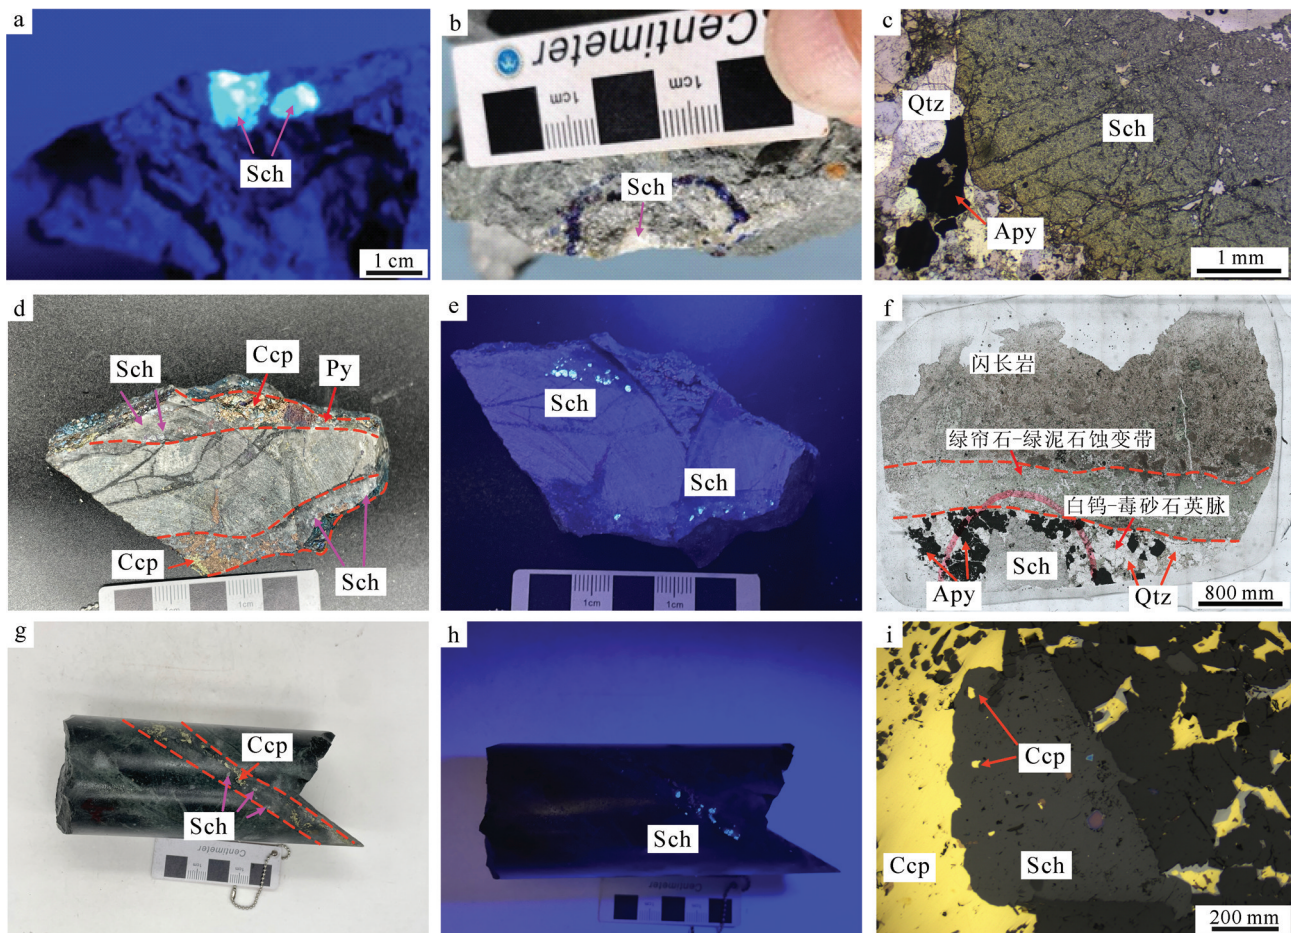 a
Sch
1 cm
b
Centimeter
1cm
1cm
Sch
c
Qtz
Sch
Apy
1 mm
d
Sch
Ccp
Py
Ccp
Sch
1cm
1cm
e
Sch
Sch
1cm
1cm
f
闪长岩
绿帘石-绿泥石蚀变带
白钨-毒砂石英脉
Sch
Apy
Qtz
800 mm
g
Ccp
Sch
Centimeter
h
Sch
Centimeter
i
Ccp
Ccp
Sch
200 mm